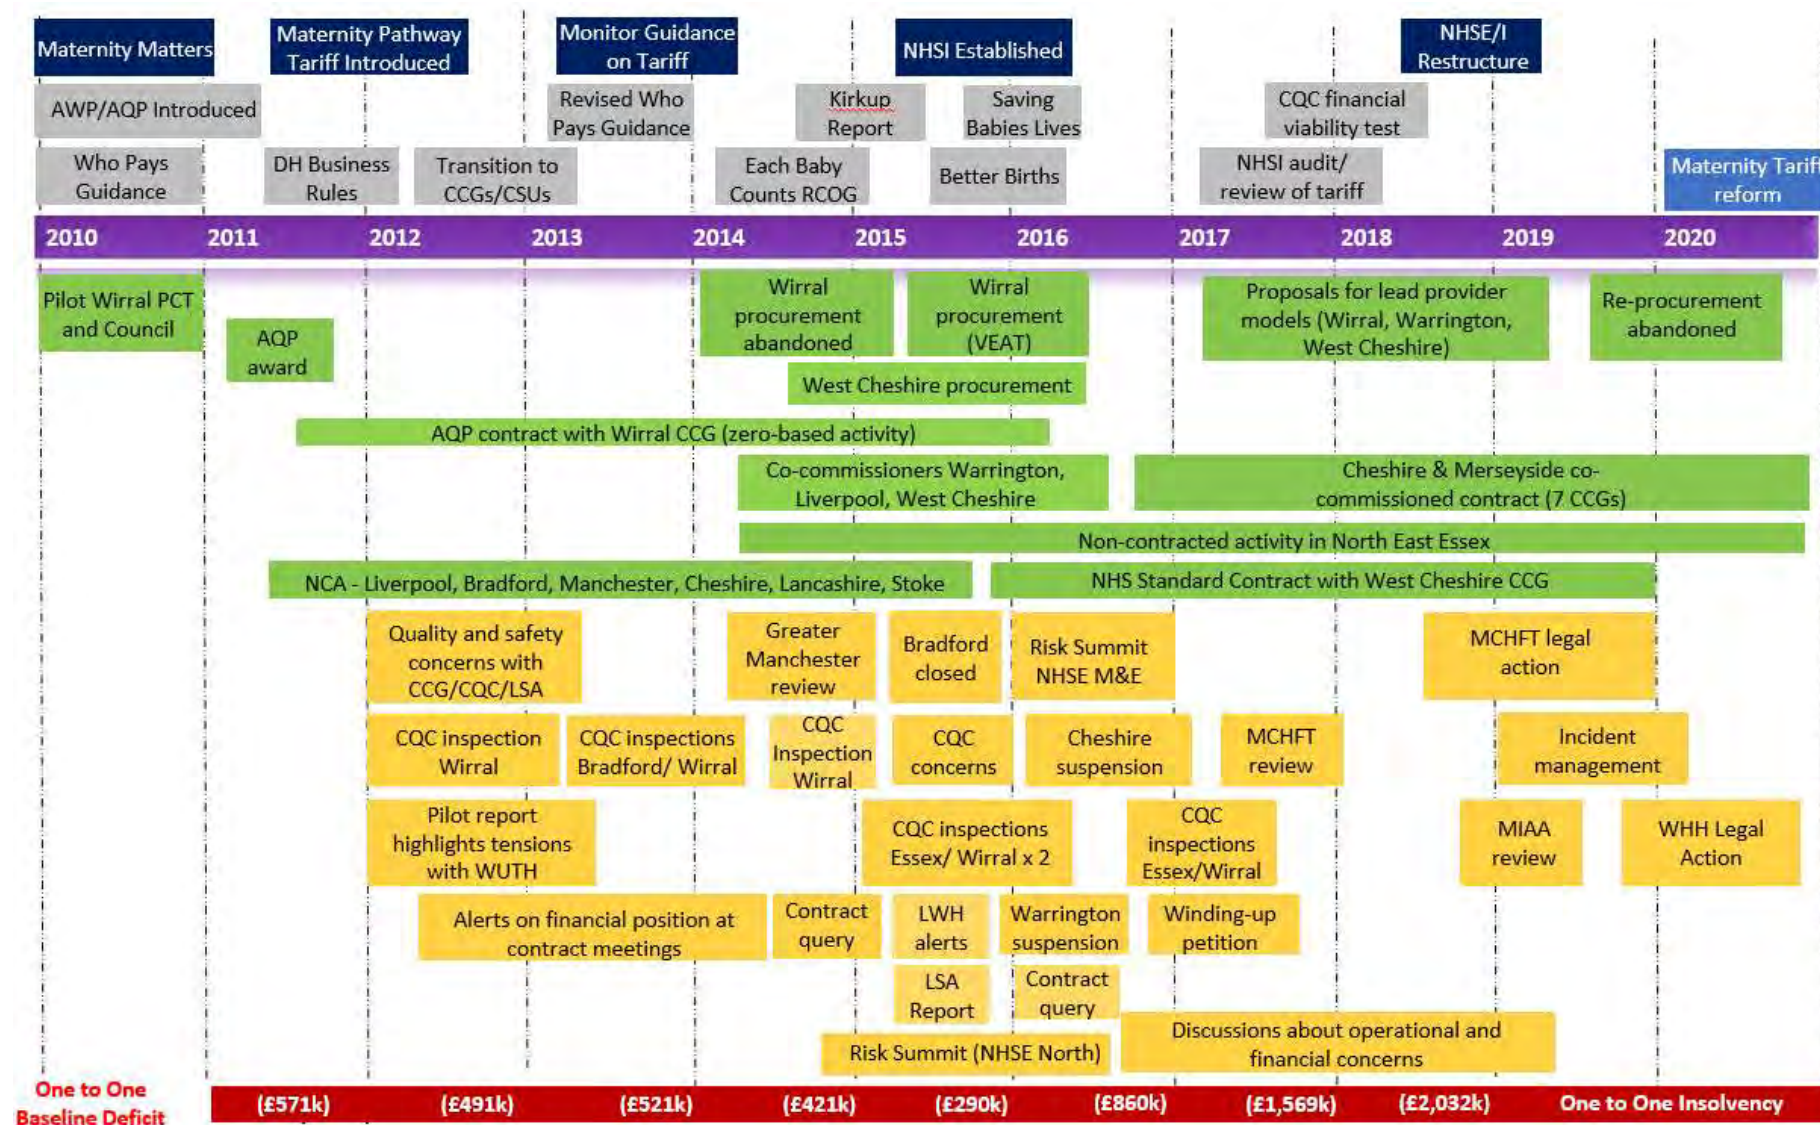 Maternity Matters
Maternity Pathway
Tariff Introduced
Monitor Guidance
on Tariff
NHSI Established
NHSE/I
Restructure
AWP/AQP Introduced
Revised Who
Pays Guidance
Kirkup
Report
Saving
Babies Lives
CQC financial
viability test
Who Pays
Guidance
DH Business
Rules
Transition to
CCGs/CSUs
Each Baby
Counts RCOG
Better Births
NHSI audit/
review of tariff
Maternity Tariff
reform
2010 2011 2012 2013 2014 2015 2016 2017 2018 2019 2020
Pilot Wirral PCT
and Council
AQP
award
Wirral
procurement
abandoned
Wirral
procurement
(VEAT)
Proposals for lead provider
models (Wirral, Warrington,
West Cheshire)
Re-procurement
abandoned
West Cheshire procurement
AQP contract with Wirral CCG (zero-based activity)
Co-commissioners Warrington,
Liverpool, West Cheshire
Cheshire & Merseyside co-
commissioned contract (7 CCGs)
Non-contracted activity in North East Essex
NCA - Liverpool, Bradford, Manchester, Cheshire, Lancashire, Stoke
NHS Standard Contract with West Cheshire CCG
Quality and safety
concerns with
CCG/CQC/LSA
Greater
Manchester
review
Bradford
closed
Risk Summit
NHSE M&E
MCHFT legal
action
CQC inspection
Wirral
CQC inspections
Bradford/ Wirral
CQC
Inspection
Wirral
CQC
concerns
Cheshire
suspension
MCHFT
review
Incident
management
Pilot report
highlights tensions
with WUTH
CQC inspections
Essex/ Wirral x 2
CQC
inspections
Essex/Wirral
MIAA
review
WHH Legal
Action
Alerts on financial position at
contract meetings
Contract
query
LWH
alerts
Warrington
suspension
Winding-up
petition
LSA
Report
Contract
query
Risk Summit (NHSE North)
Discussions about operational and
financial concerns
One to One
Baseline Deficit
(£571k) (£491k) (£521k) (£421k) (£290k) (£860k) (£1,569k) (£2,032k) One to One Insolvency